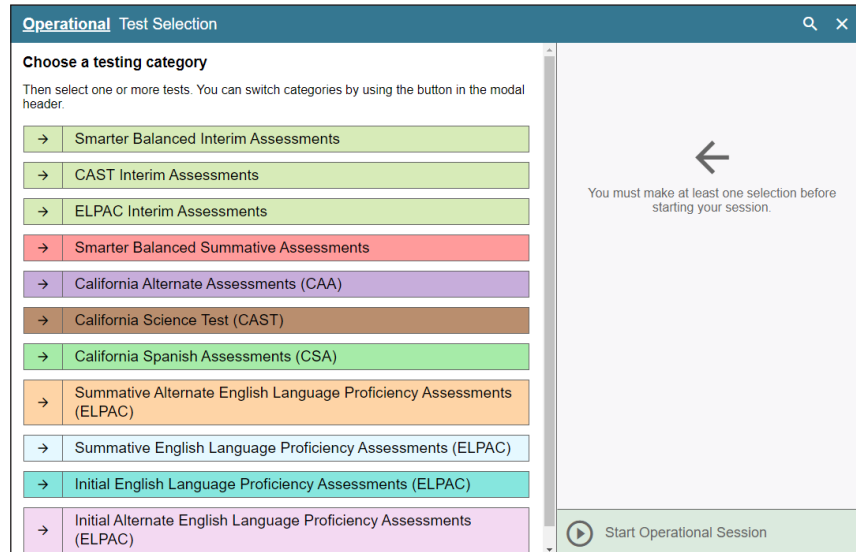 Operational Test Selection
Choose a testing category
Then select one or more tests. You can switch categories by using the button in the modal
header.
Smarter Balanced Interim Assessments
CAST Interim Assessments
ELPAC Interim Assessments
Smarter Balanced Summative Assessments
California Alternate Assessments (CAA)
California Science Test (CAST)
California Spanish Assessments (CSA)
Summative Alternate English Language Proficiency Assessments
(ELPAC)
Summative English Language Proficiency Assessments (ELPAC)
Initial English Language Proficiency Assessments (ELPAC)
Initial Alternate English Language Proficiency Assessments
(ELPAC)
You must make at least one selection before
starting your session.
Start Operational Session